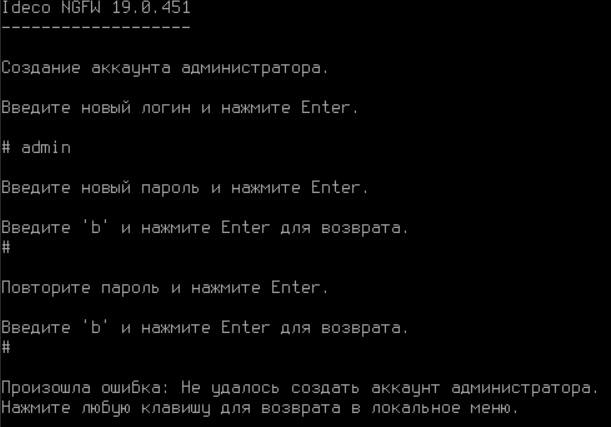 Ideco NGFW 19.0.451
-------------------
Создание аккаунта администратора.
Введите новый логин и нажмите Enter.
# admin
Введите новый пароль и нажмите Enter.
Введите 'b' и нажмите Enter для возврата.
#
Повторите пароль и нажмите Enter.
Введите 'b' и нажмите Enter для возврата.
#
Произошла ошибка: Не удалось создать аккаунт администратора.
Нажмите любую клавишу для возврата в локальное меню.